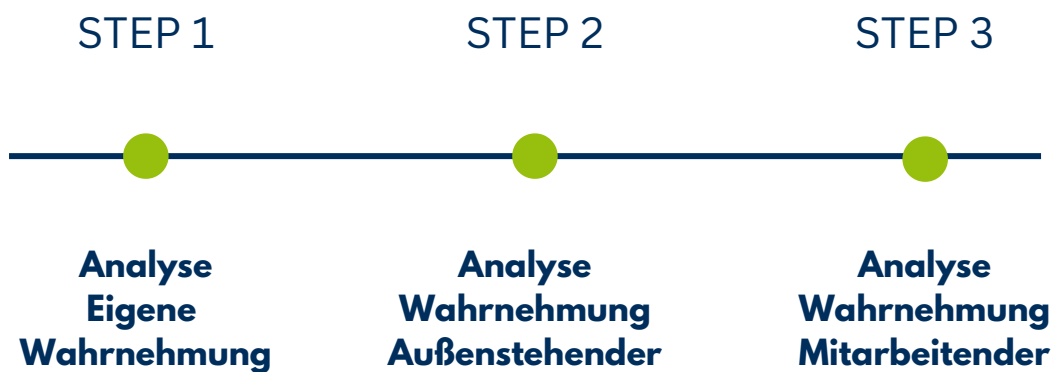 STEP 1
STEP 2
STEP 3
Analyse
Eigene
Wahrnehmung
Analyse
Wahrnehmung
Außenstehender
Analyse
Wahrnehmung
Mitarbeitender